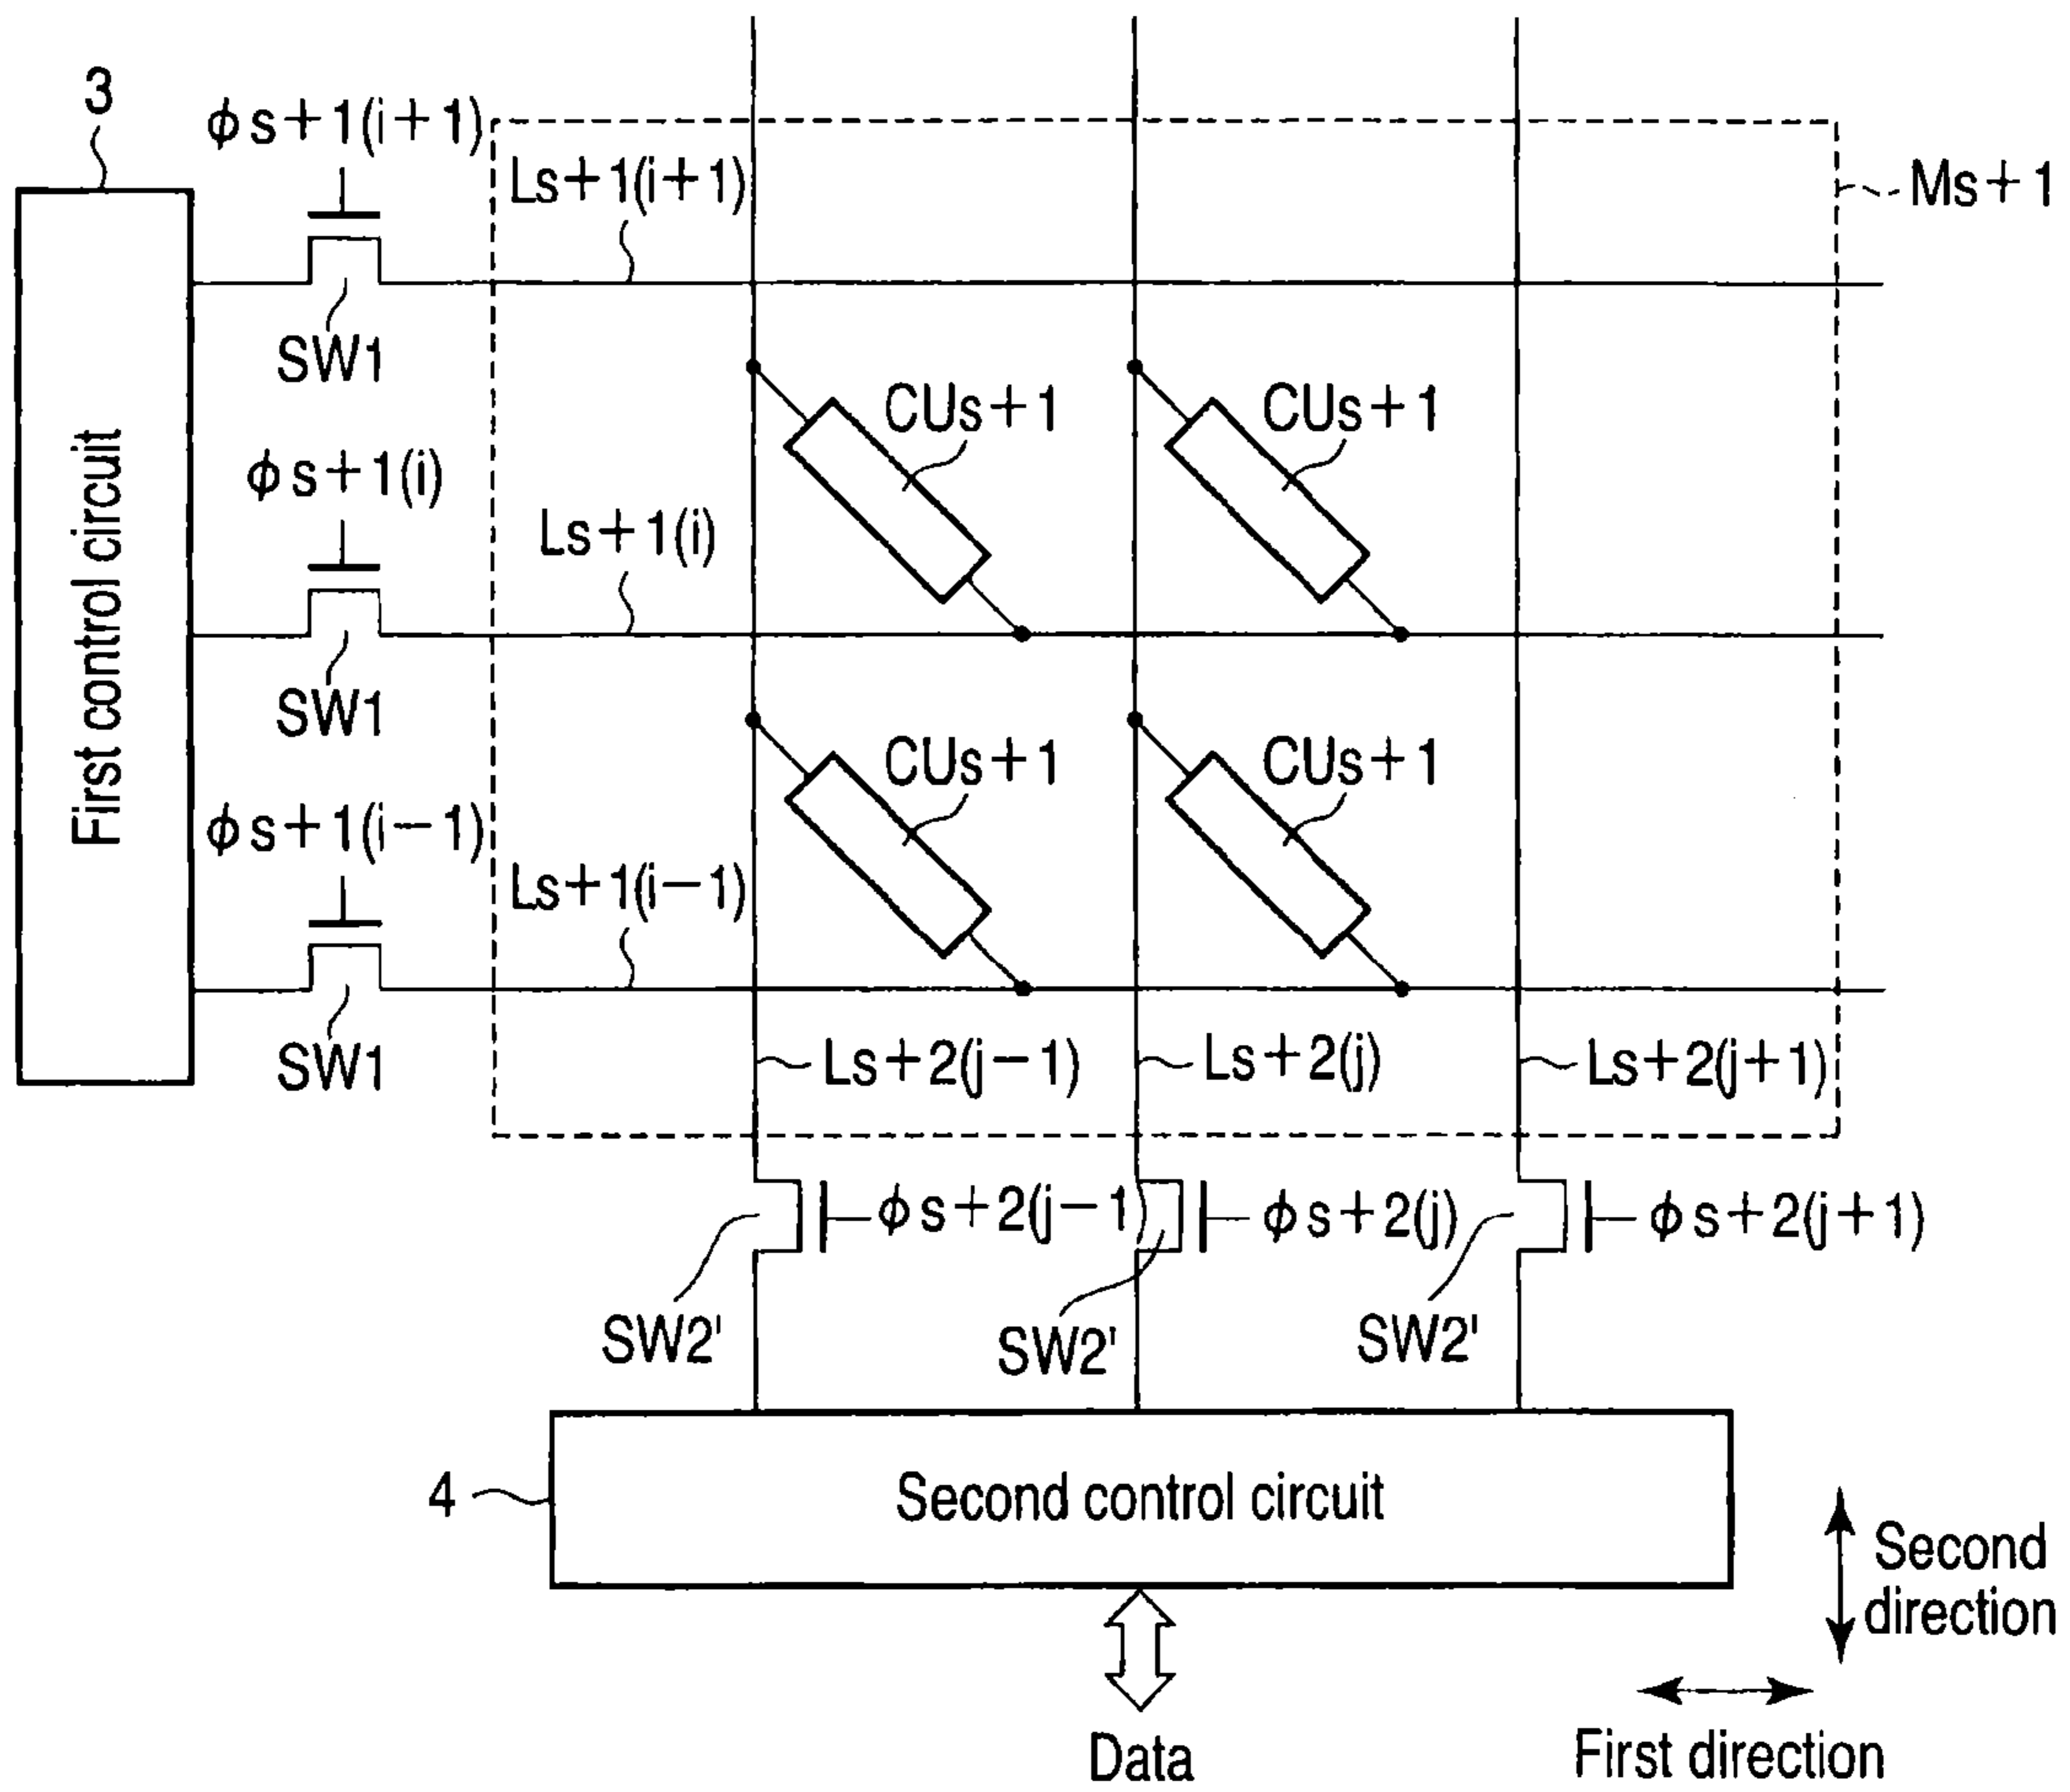 3
ϕs+1(i+1)
Ls+1(i+1)
Ms+1
SW1
CUs+1
CUs+1
First control circuit
ϕs+1(i)
Ls+1(i)
SW1
CUs+1
CUs+1
ϕs+1(i−1)
Ls+1(i−1)
SW1
Ls+2(j−1)
Ls+2(j)
Ls+2(j+1)
ϕs+2(j−1)
ϕs+2(j)
ϕs+2(j+1)
SW2'
SW2'
SW2'
4
Second control circuit
Second
direction
Data
First direction